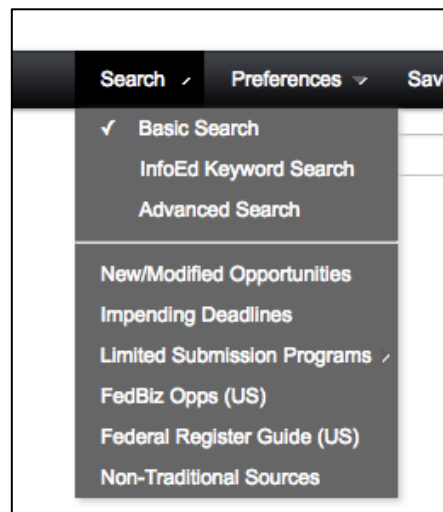 Search Preferences Sav
✓ Basic Search
InfoEd Keyword Search
Advanced Search
New/Modified Opportunities
Impending Deadlines
Limited Submission Programs
FedBiz Opps (US)
Federal Register Guide (US)
Non-Traditional Sources